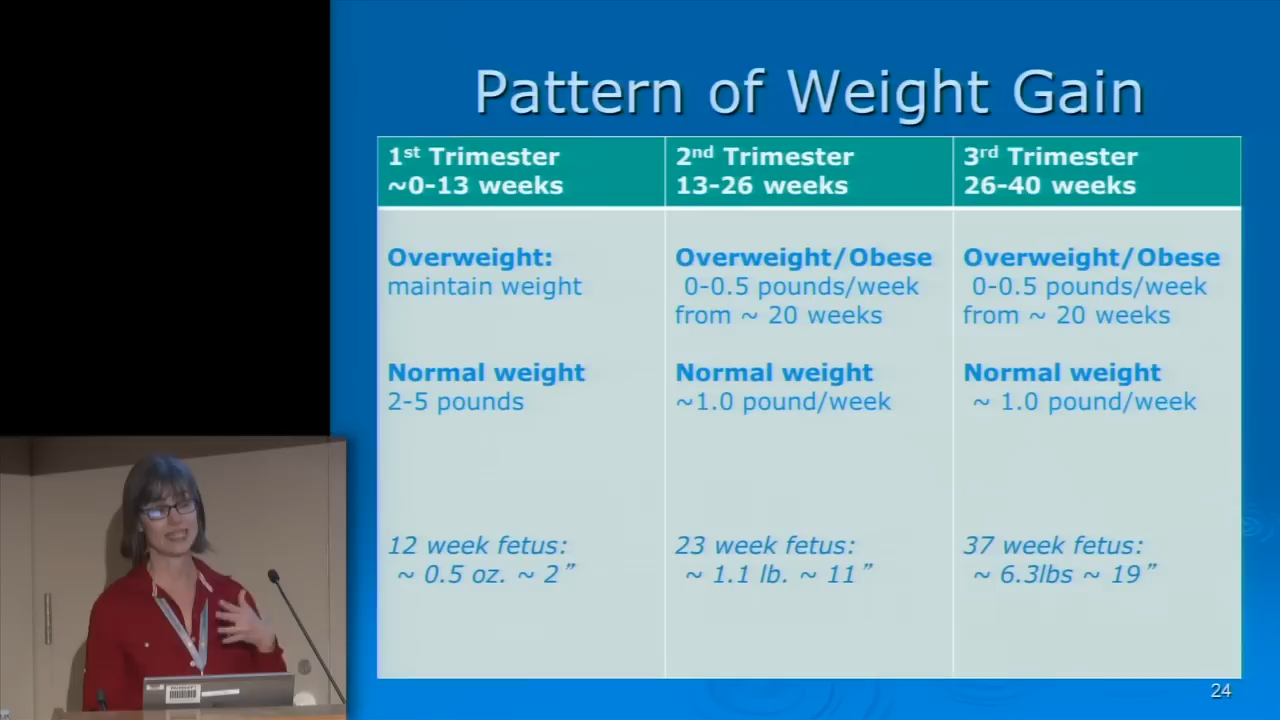 Pattern of Weight Gain
1st Trimester
~0-13 weeks
2nd Trimester
13-26 weeks
3rd Trimester
26-40 weeks
Overweight:
maintain weight
Normal weight
2-5 pounds
12 week fetus:
~ 0.5 oz. ~ 2”
Overweight/Obese
0-0.5 pounds/week
from ~ 20 weeks
Normal weight
~1.0 pound/week
23 week fetus:
~ 1.1 lb. ~ 11”
Overweight/Obese
0-0.5 pounds/week
from ~ 20 weeks
Normal weight
~ 1.0 pound/week
37 week fetus:
~ 6.3lbs ~ 19”
24